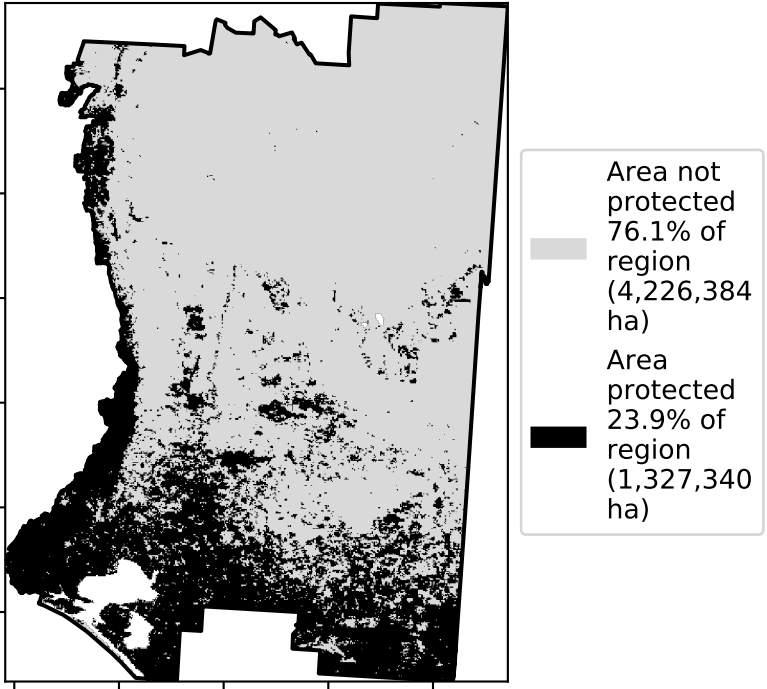 Area not
protected
76.1% of
region
(4,226,384
ha)
Area
protected
23.9% of
region
(1,327,340
ha)